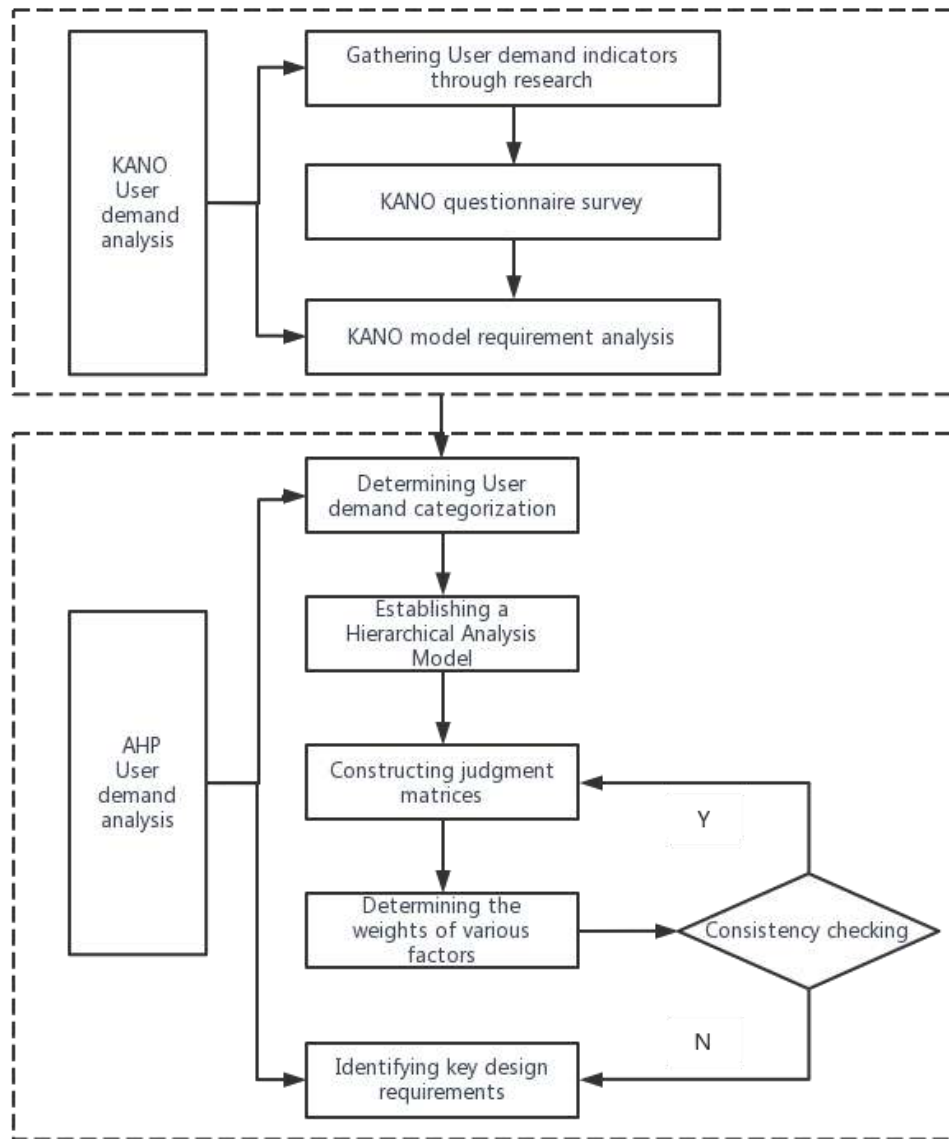 KANO
User
demand
analysis
Gathering User demand indicators
through research
KANO questionnaire survey
KANO model requirement analysis
AHP
User
demand
analysis
Determining User
demand categorization
Establishing a
Hierarchical Analysis
Model
Constructing judgment
matrices
Y
Determining the
weights of various
factors
Consistency checking
N
Identifying key design
requirements